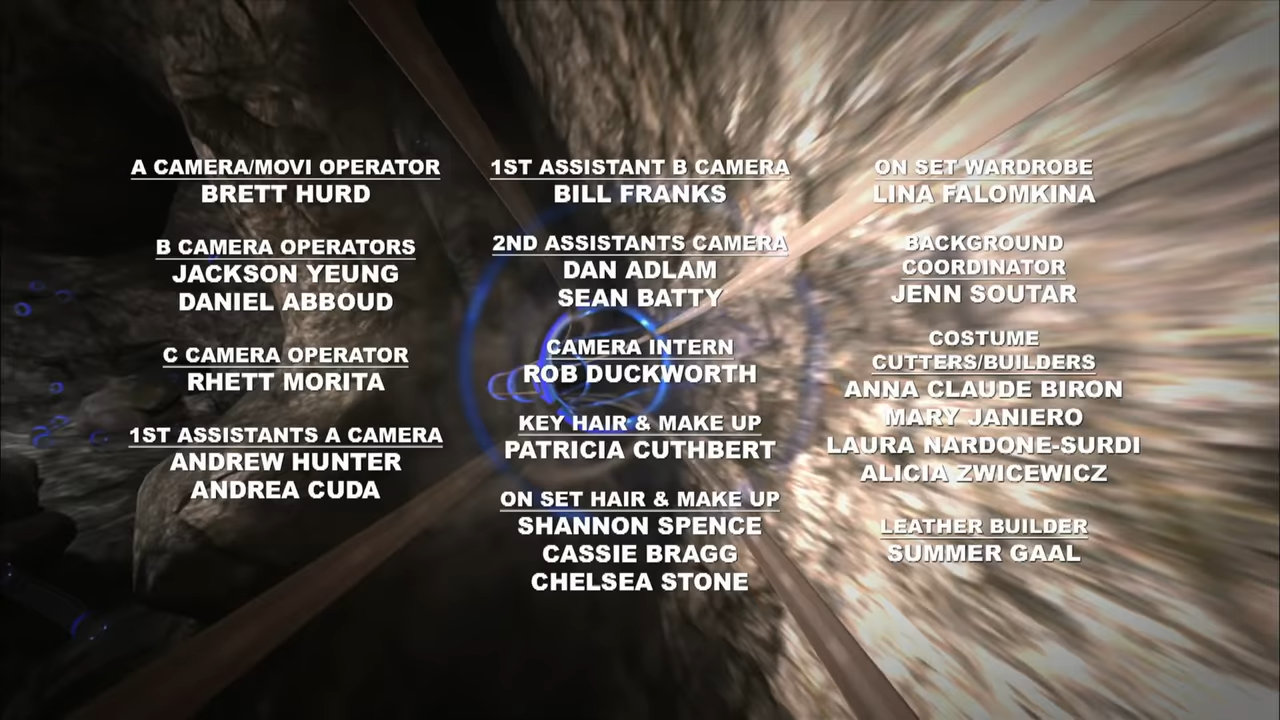 A CAMERA/MOVI OPERATOR
BRETT HURD
B CAMERA OPERATORS
JACKSON YEUNG
DANIEL ABBOUD
C CAMERA OPERATOR
RHETT MORITA
1ST ASSISTANTS A CAMERA
ANDREW HUNTER
ANDREA CUDA
1ST ASSISTANT B CAMERA
BILL FRANKS
2ND ASSISTANTS CAMERA
DAN ADLAM
SEAN BATTY
CAMERA INTERN
ROB DUCKWORTH
KEY HAIR & MAKE UP
PATRICIA CUTHBERT
ON SET HAIR & MAKE UP
SHANNON SPENCE
CASSIE BRAGG
CHELSEA STONE
ON SET WARDROBE
LINA FALOMKINA
BACKGROUND
COORDINATOR
JENN SOUTAR
COSTUME
CUTTERS/BUILDERS
ANNA CLAUDE BIRON
MARY JANIERO
LAURA NARDONE-SURDI
ALICIA ZWICEWICZ
LEATHER BUILDER
SUMMER GAAL